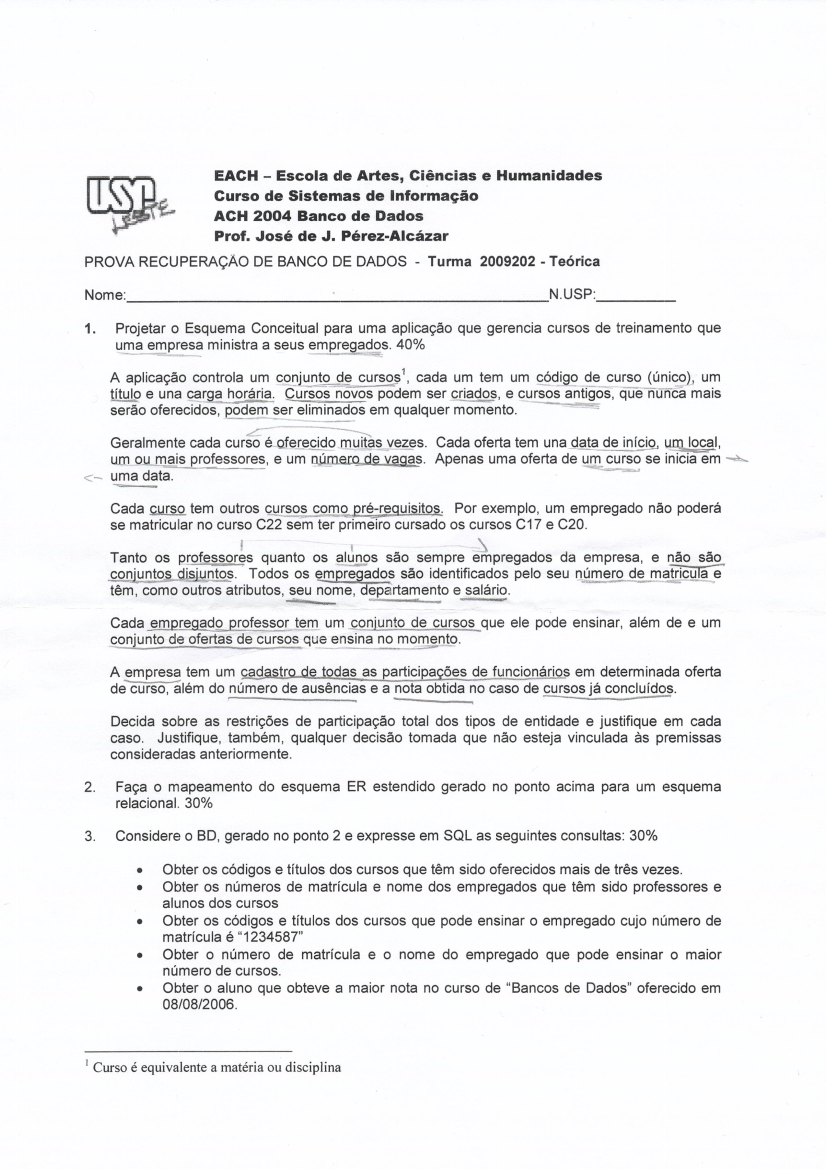 USP
LESTE
EACH – Escola de Artes, Ciências e Humanidades
Curso de Sistemas de Informação
ACH 2004 Banco de Dados
Prof. José de J. Pérez-Alcázar
PROVA RECUPERAÇÃO DE BANCO DE DADOS - Turma 2009202 - Teórica
Nome:____________________N.USP:__________
1. Projetar o Esquema Conceitual para uma aplicação que gerencia cursos de treinamento que
uma empresa ministra a seus empregados. 40%
A aplicação controla um conjunto de cursos1, cada um tem um código de curso (único), um
título e una carga horária. Cursos novos podem ser criados, e cursos antigos, que nunca mais
serão oferecidos, podem ser eliminados em qualquer momento.
Geralmente cada curso é oferecido muitas vezes. Cada oferta tem una data de início, um local,
um ou mais professores, e um número de vagas. Apenas uma oferta de um curso se inicia em
uma data.
Cada curso tem outros cursos como pré-requisitos. Por exemplo, um empregado não poderá
se matricular no curso C22 sem ter primeiro cursado os cursos C17 e C20.
Tanto os professores quanto os alunos são sempre empregados da empresa, e não são
conjuntos disjuntos. Todos os empregados são identificados pelo seu número de matricula e
têm, como outros atributos, seu nome, departamento e salário.
Cada empregado professor tem um conjunto de cursos que ele pode ensinar, além de e um
conjunto de ofertas de cursos que ensina no momento.
A empresa tem um cadastro de todas as participações de funcionários em determinada oferta
de curso, além do número de ausências e a nota obtida no caso de cursos já concluídos.
Decida sobre as restrições de participação total dos tipos de entidade e justifique em cada
caso. Justifique, também, qualquer decisão tomada que não esteja vinculada às premissas
consideradas anteriormente.
2. Faça o mapeamento do esquema ER estendido gerado no ponto acima para um esquema
relacional. 30%
3. Considere o BD, gerado no ponto 2 e expresse em SQL as seguintes consultas: 30%
• Obter os códigos e títulos dos cursos que têm sido oferecidos mais de três vezes.
• Obter os números de matrícula e nome dos empregados que têm sido professores e
alunos dos cursos
• Obter os códigos e títulos dos cursos que pode ensinar o empregado cujo número de
matrícula é “1234587”
• Obter o número de matrícula e o nome do empregado que pode ensinar o maior
número de cursos.
• Obter o aluno que obteve a maior nota no curso de “Bancos de Dados” oferecido em
08/08/2006.
1 Curso é equivalente a matéria ou disciplina